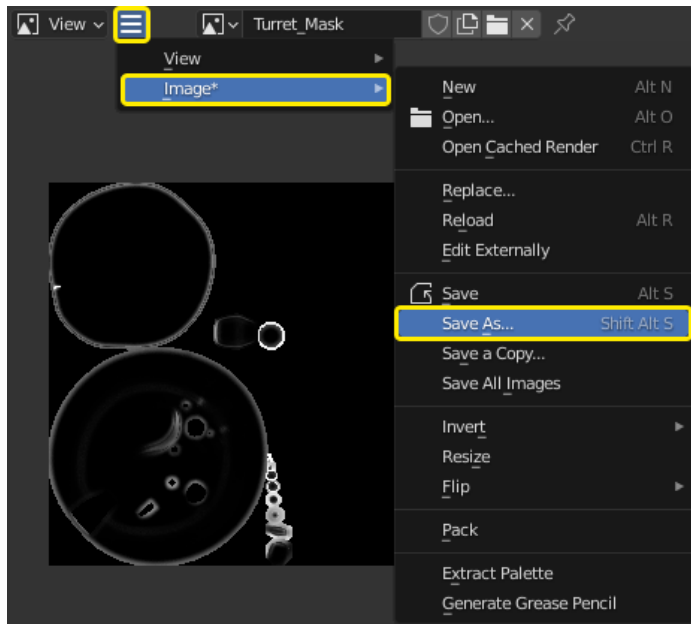 View Turret_Mask
View
Image*
New Alt N
Open... Alt O
Open Cached Render Ctrl R
Replace...
Reload Alt R
Edit Externally
Save Alt S
Save As... Shift Alt S
Save a Copy...
Save All Images
Invert
Resize
Flip
Pack
Extract Palette
Generate Grease Pencil